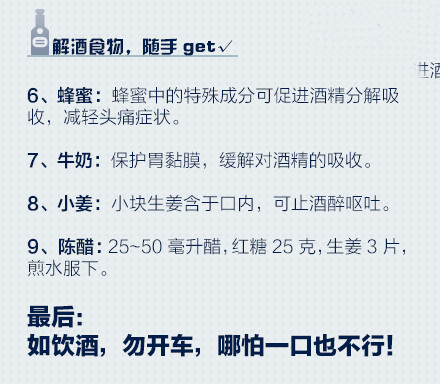 解酒食物，随手 get✓
进酒
6、蜂蜜：蜂蜜中的特殊成分可促进酒精分解吸
收，减轻头痛症状。
7、牛奶：保护胃黏膜，缓解对酒精的吸收。
8、小姜：小块生姜含于口内，可止酒醉呕吐。
9、陈醋：25~50 毫升醋，红糖 25 克，生姜 3 片，
煎水服下。
最后：
如饮酒，勿开车，哪怕一口也不行！